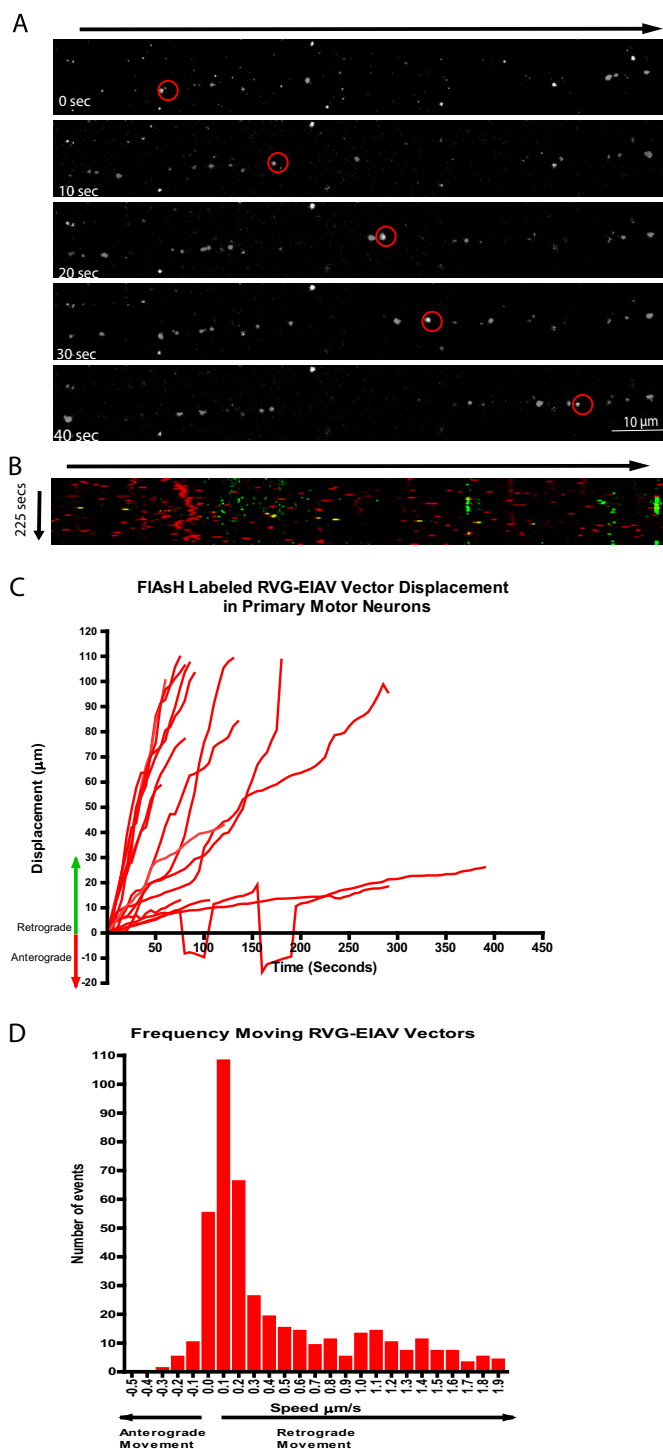 A
0 sec
10 sec
20 sec
30 sec
40 sec
10 µm
B
225 secs
C
FlAsH Labeled RVG-EIAV Vector Displacement
in Primary Motor Neurons
Displacement (µm)
120
110
100
90
80
70
60
50
40
30
20
10
0
-10
-20
Retrograde
Anterograde
50 100 150 200 250 300 350 400 450
Time (Seconds)
D
Frequency Moving RVG-EIAV Vectors
Number of events
110
100
90
80
70
60
50
40
30
20
10
0
-0.5 -0.4 -0.3 -0.2 -0.1 0.0 0.1 0.2 0.3 0.4 0.5 0.6 0.7 0.8 0.9 1.0 1.1 1.2 1.3 1.4 1.5 1.6 1.7 1.8 1.9
Speed µm/s
Anterograde
Movement
Retrograde
Movement